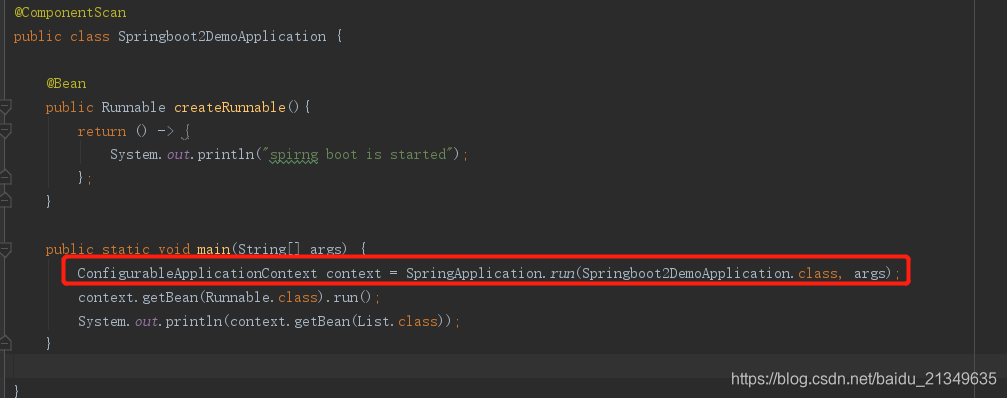 @ComponentScan
public class Springboot2DemoApplication {
@Bean
public Runnable createRunnable(){
return () -> {
System.out.println("spirng boot is started");
};
}
public static void main(String[] args) {
ConfigurableApplicationContext context = SpringApplication.run(Springboot2DemoApplication.class, args);
context.getBean(Runnable.class).run();
System.out.println(context.getBean(List.class));
}
}
https://blog.csdn.net/baidu_21349635